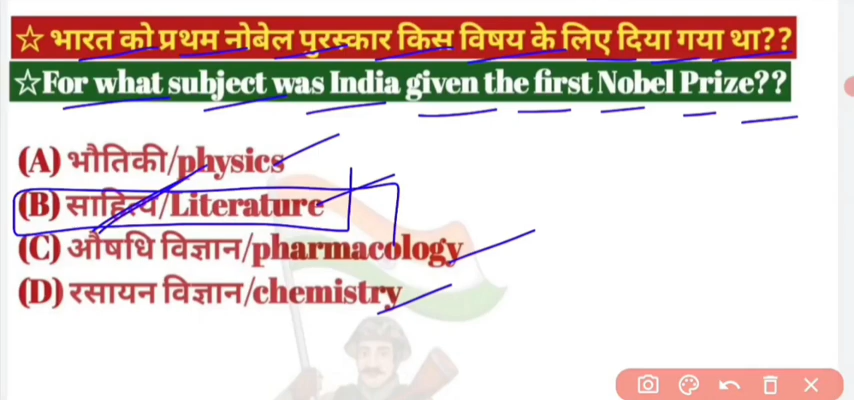 ☆ भारत को प्रथम नोबेल पुरस्कार किस विषय के लिए दिया गया था??
☆For what subject was India given the first Nobel Prize??
(A) भौतिकी/physics
(B) साहित्य/Literature
(C) औषधि विज्ञान/pharmacology
(D) रसायन विज्ञान/chemistry